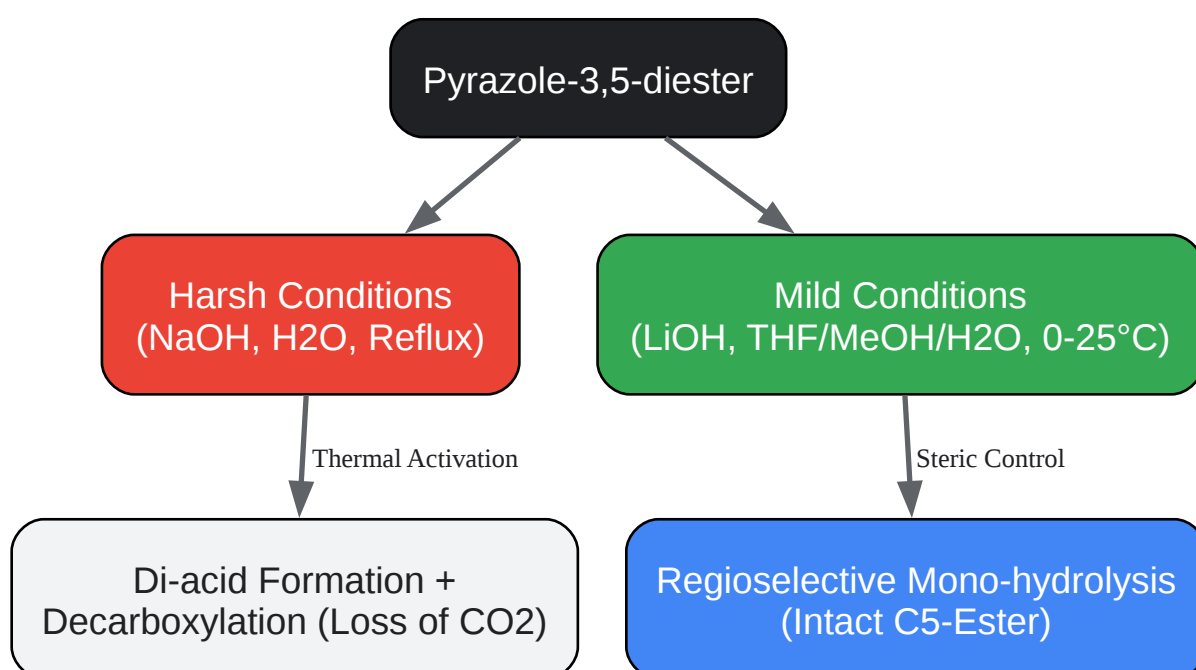 Pyrazole-3,5-diester
Harsh Conditions
(NaOH, H2O, Reflux)
Mild Conditions
(LiOH, THF/MeOH/H2O, 0-25°C)
Thermal Activation
Steric Control
Di-acid Formation +
Decarboxylation (Loss of CO2)
Regioselective Mono-hydrolysis
(Intact C5-Ester)